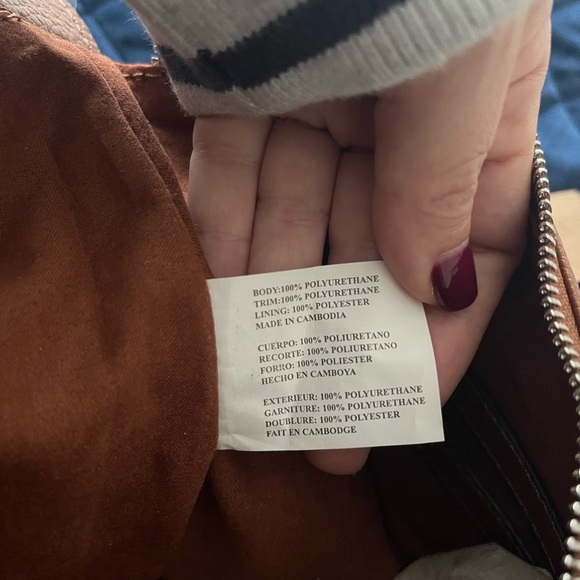 BODY:100% POLYURETHANE
TRIM:100% POLYURETHANE
LINING: 100% POLYESTER
MADE IN CAMBODIA
CUERPO: 100% POLIURETANO
RECORTE: 100% POLIURETANO
FORRO: 100% POLIESTER
HECHO EN CAMBOYA
EXTERIEUR: 100% POLYURETHANE
GARNITURE: 100% POLYURETHANE
DOUBLURE: 100% POLYESTER
FAIT EN CAMBODGE